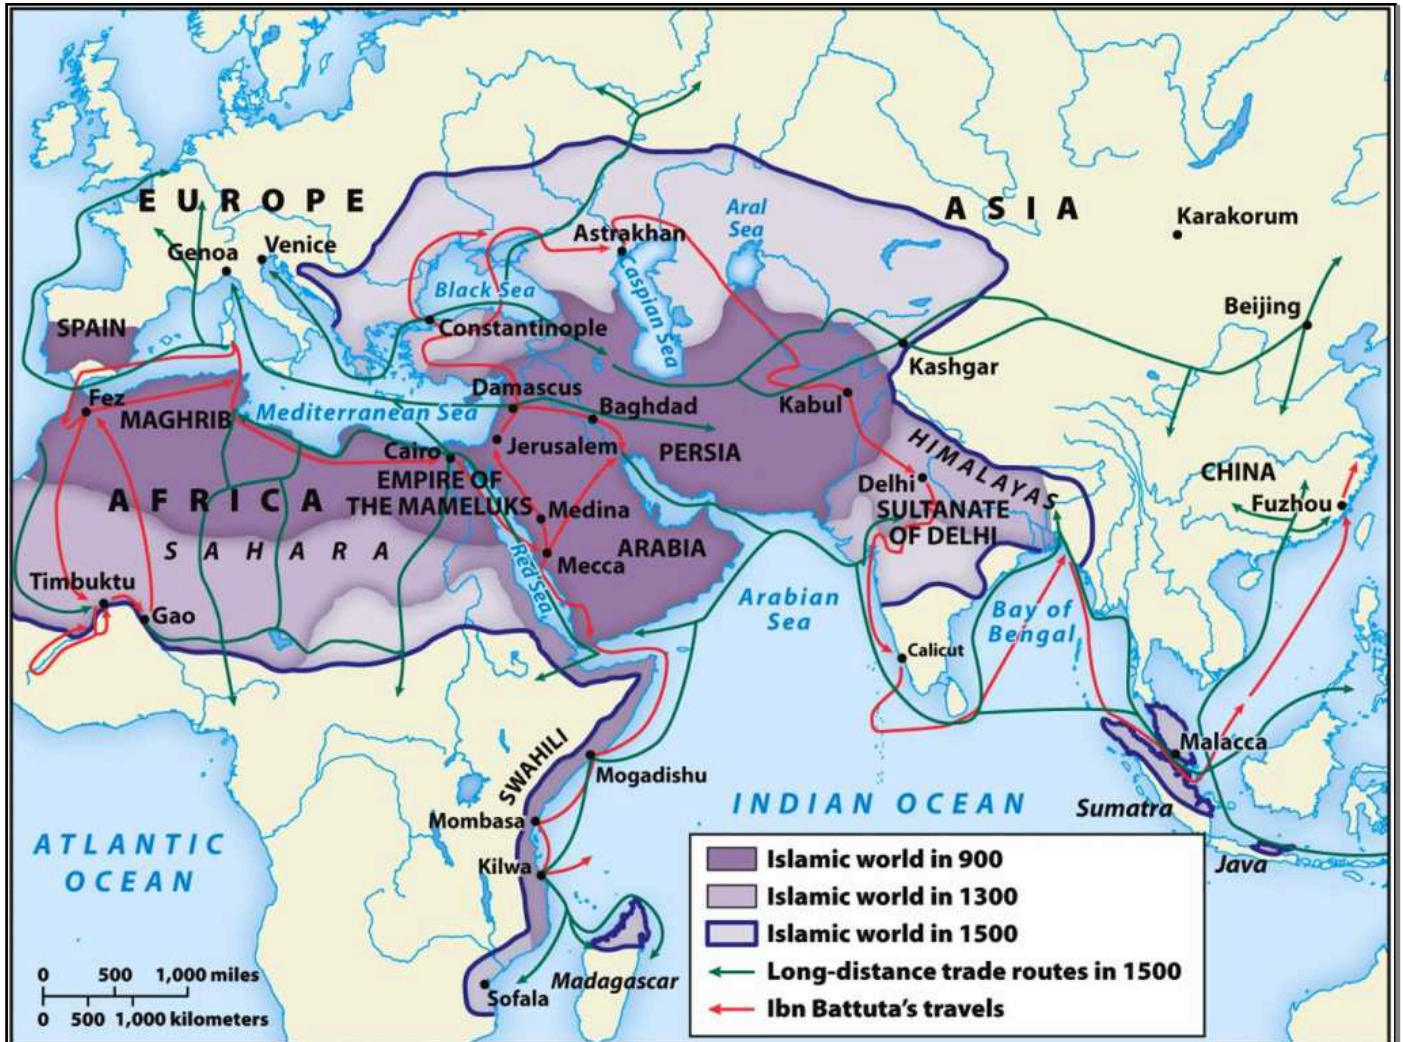 EUROPE
ASIA
Aral
Sea
Karakorum
Astrakhan
Genoa
Venice
Caspian Sea
Black Sea
Beijing
SPAIN
Constantinople
Kashgar
Damascus
Fez
MAGHRIB
Mediterranean Sea
Baghdad
Kabul
Cairo
Jerusalem
PERSIA
HIMALAYAS
EMPIRE OF
THE MAMELUKS
CHINA
AFRICA
Delhi
SULTANATE
OF DELHI
Fuzhou
Medina
SAHARA
ARABIA
Red Sea
Mecca
Timbuktu
Gao
Arabian
Sea
Bay of
Bengal
Calicut
SWAHILI
Mogadishu
Malacca
INDIAN OCEAN
Sumatra
Mombasa
ATLANTIC
OCEAN
Kilwa
Java
Madagascar
Sofala
Islamic world in 900
Islamic world in 1300
Islamic world in 1500
Long-distance trade routes in 1500
Ibn Battuta's travels
0 500 1,000 miles
0 500 1,000 kilometers